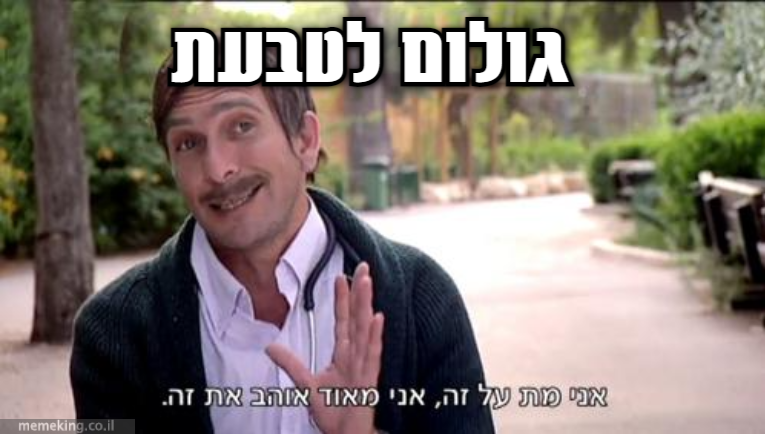 גולום לטבעת
אני מת על זה, אני מאוד אוהב את זה.
memeking.co.il